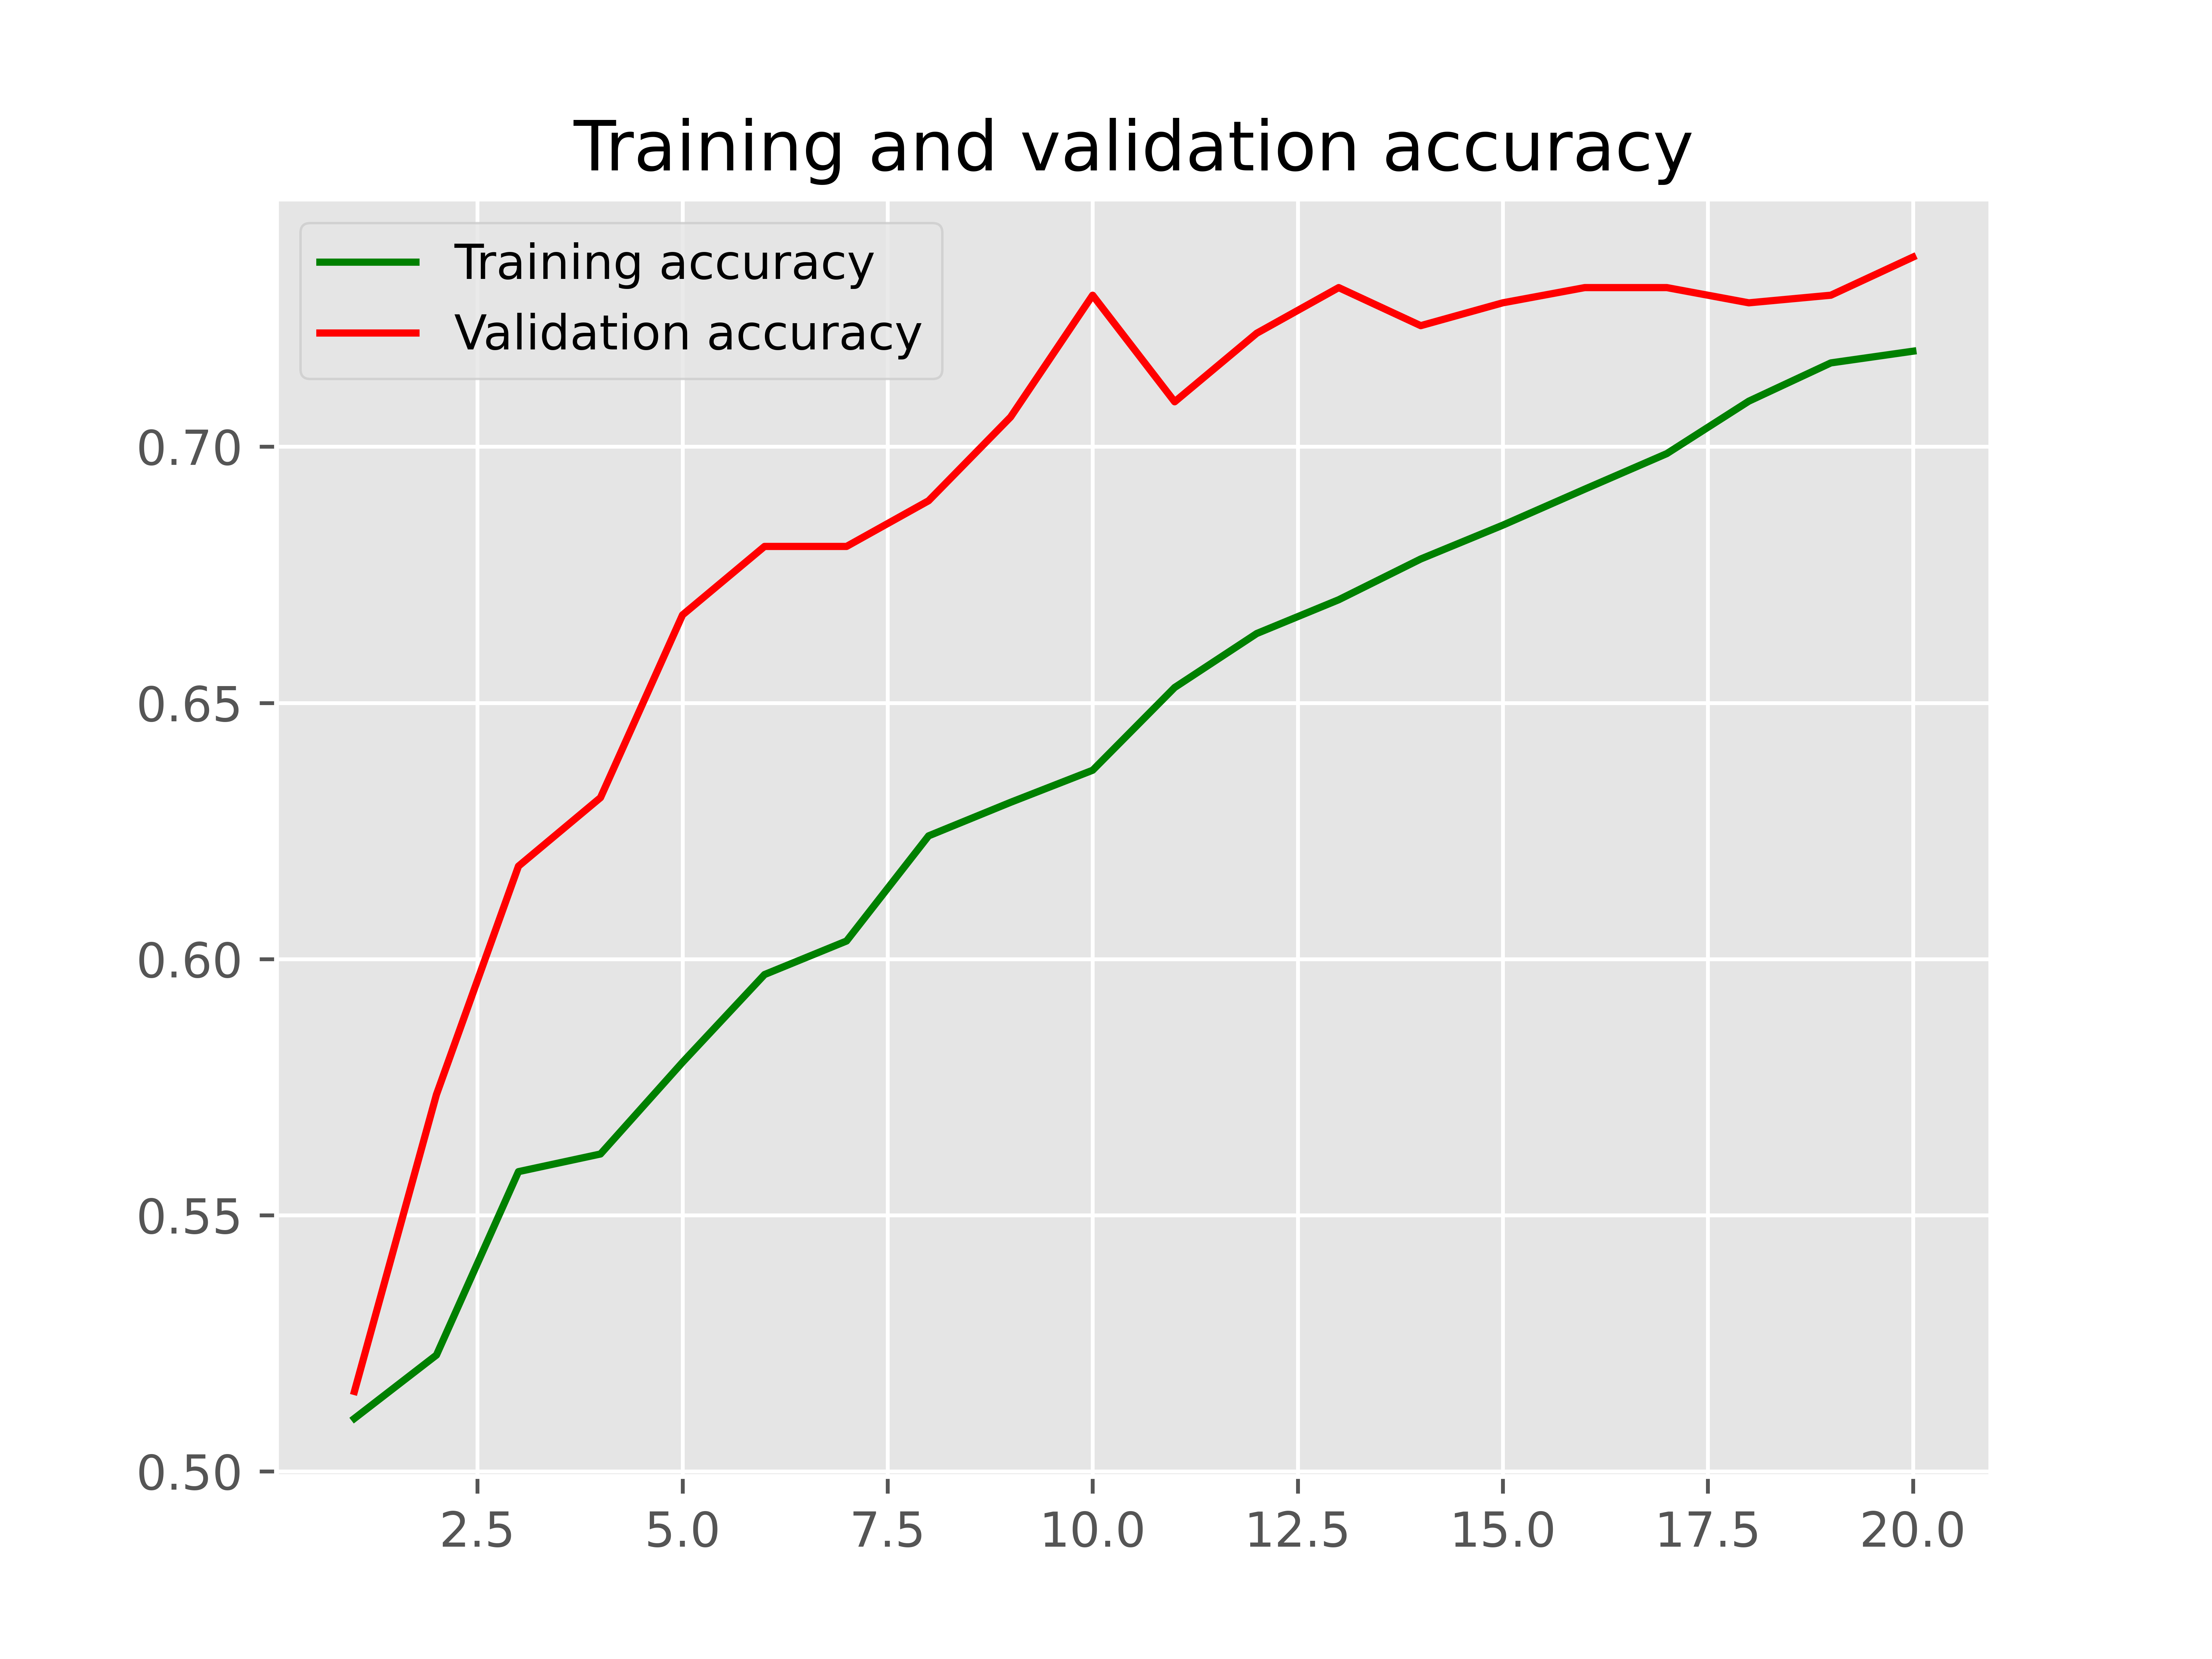 Training and validation accuracy
Training accuracy
Validation accuracy
0.70
0.65
0.60
0.55
0.50
2.5 5.0 7.5 10.0 12.5 15.0 17.5 20.0